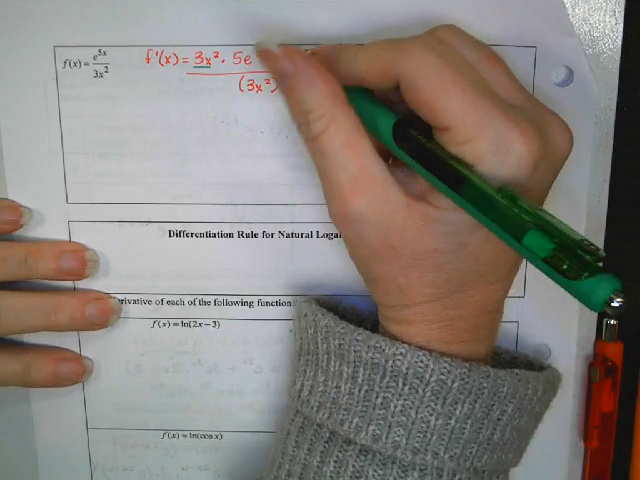 f(x) = e^{5x} / 3x^2
f'(x) = 3x² · 5e
(3x²)
Differentiation Rule for Natural
rivative of each of the following function
f(x) = ln(2x − 3)
f(x) = ln(cos x)